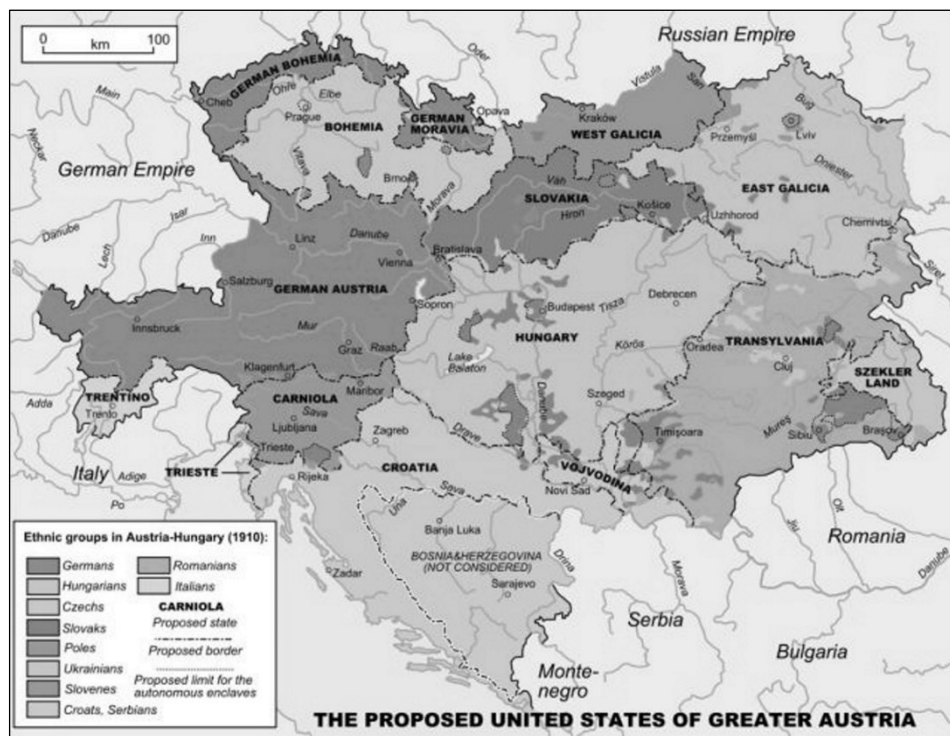 0 100
km
Russian Empire
Oder
GERMAN BOHEMIA
Vistula
San
Main
Ohre
Elbe
Cheb
Opava
Bug
Prague
GERMAN
MORAVIA
Kraków
BOHEMIA
WEST GALICIA
Przemyśl
Lviv
Neckar
Vltava
Dniester
German Empire
Brno
Morava
Van
SLOVAKIA
EAST GALICIA
Isar
Hron
Košice
Uzhhorod
Danube
Linz
Danube
Chernivtsi
Lech
Inn
Vienna
Bratislava
Siret
Salzburg
GERMAN AUSTRIA
Sopron
Budapest
Tisza
Debrecen
Innsbruck
Mur
HUNGARY
Oradea
TRANSYLVANIA
Graz
Raab
Körös
Cluj
Klagenfurt
Lake
Balaton
SZEKLER
LAND
TRENTINO
Maribor
Adda
Trento
CARNIOLA
Sava
Danube
Szeged
Ljubljana
Mureş
Zagreb
Drave
Timişoara
Sibiu
Braşov
Italy
Adige
Trieste
TRIESTE
CROATIA
VOJVODINA
Po
Rijeka
Sava
Novi Sad
Una
Olt
Jiu
Banja Luka
Romania
BOSNIA&HERZEGOVINA
(NOT CONSIDERED)
Drina
Morava
Danube
Zadar
Sarajevo
Serbia
Bulgaria
Monte-
negro
Ethnic groups in Austria-Hungary (1910):
Germans
Romanians
Hungarians
Italians
Czechs
CARNIOLA
Proposed state
Slovaks
Poles
Proposed border
Ukrainians
Proposed limit for the
autonomous enclaves
Slovenes
Croats, Serbians
THE PROPOSED UNITED STATES OF GREATER AUSTRIA